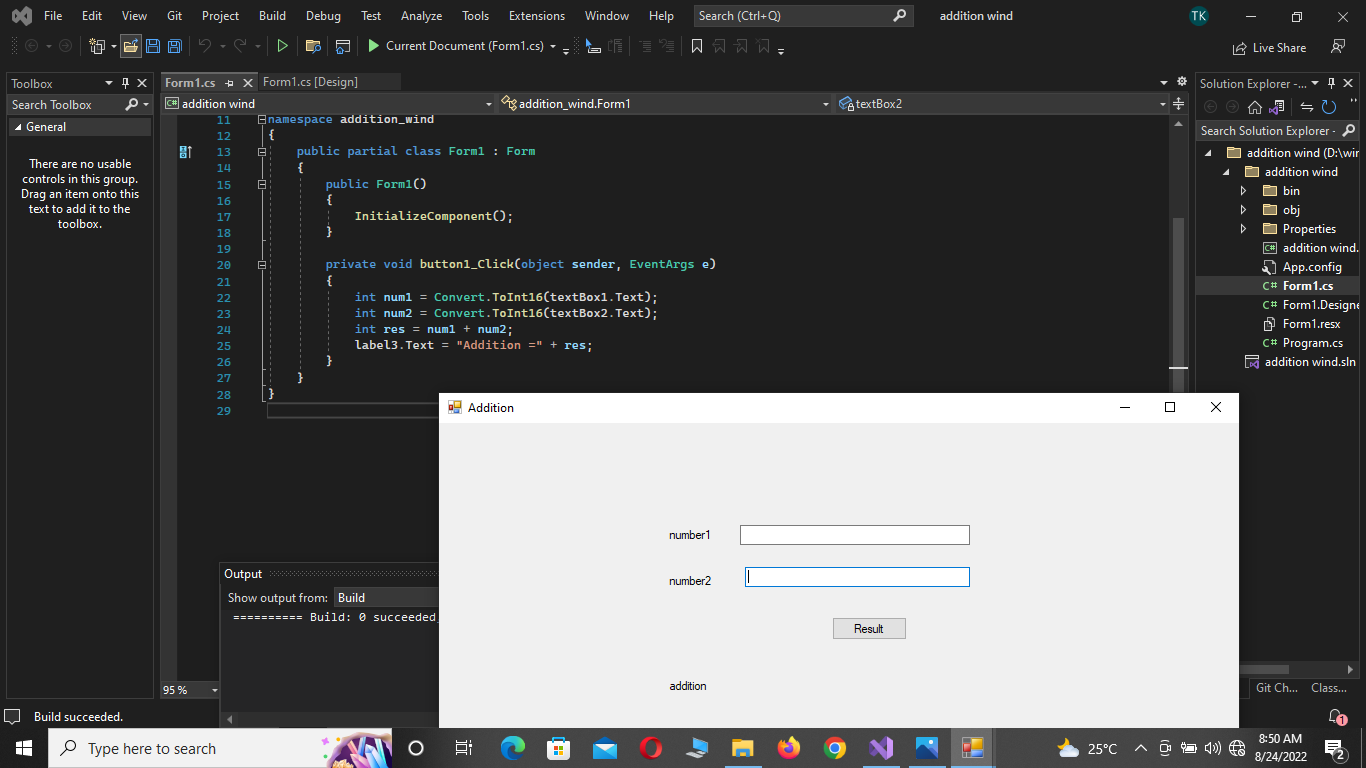 File Edit View Git Project Build Debug Test Analyze Tools Extensions Window Help Search (Ctrl+Q) addition wind TK
Current Document (Form1.cs) Live Share
Toolbox
Search Toolbox
General
There are no usable
controls in this group.
Drag an item onto this
text to add it to the
toolbox.
Form1.cs Form1.cs [Design]
addition wind addition_wind.Form1 textBox2
11 namespace addition_wind
12 {
13 public partial class Form1 : Form
14 {
15 public Form1()
16 {
17 InitializeComponent();
18 }
19
20 private void button1_Click(object sender, EventArgs e)
21 {
22 int num1 = Convert.ToInt16(textBox1.Text);
23 int num2 = Convert.ToInt16(textBox2.Text);
24 int res = num1 + num2;
25 label3.Text = "Addition =" + res;
26 }
27 }
28 }
29
95 %
Output
Show output from: Build
========== Build: 0 succeeded,
Addition
number1
number2
Result
addition
Solution Explorer - ...
Search Solution Explorer -
addition wind (D:\wir
addition wind
bin
obj
Properties
addition wind.
App.config
C# Form1.cs
C# Form1.Designe
Form1.resx
C# Program.cs
addition wind.sln
Git Ch... Class...
Build succeeded. 1
Type here to search
25°C
8:50 AM
8/24/2022
2